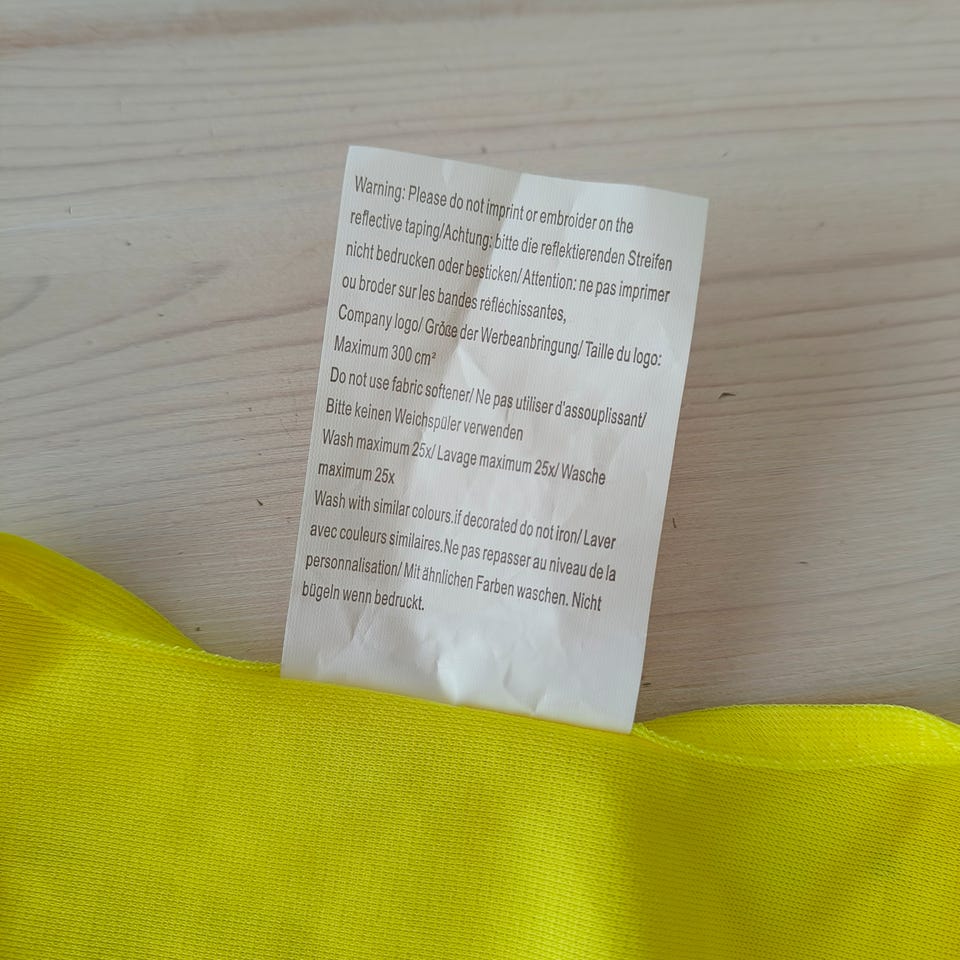 Warning: Please do not imprint or embroider on the
reflective taping/Achtung: bitte die reflektierenden Streifen
nicht bedrucken oder besticken/ Attention: ne pas imprimer
ou broder sur les bandes réfléchissantes,
Company logo/ Größe der Werbeanbringung/ Taille du logo:
Maximum 300 cm²
Do not use fabric softener/ Ne pas utiliser d'assouplissant/
Bitte keinen Weichspüler verwenden
Wash maximum 25x/ Lavage maximum 25x/ Wasche
maximum 25x
Wash with similar colours.if decorated do not iron/ Laver
avec couleurs similaires.Ne pas repasser au niveau de la
personnalisation/ Mit ähnlichen Farben waschen. Nicht
bügeln wenn bedruckt.